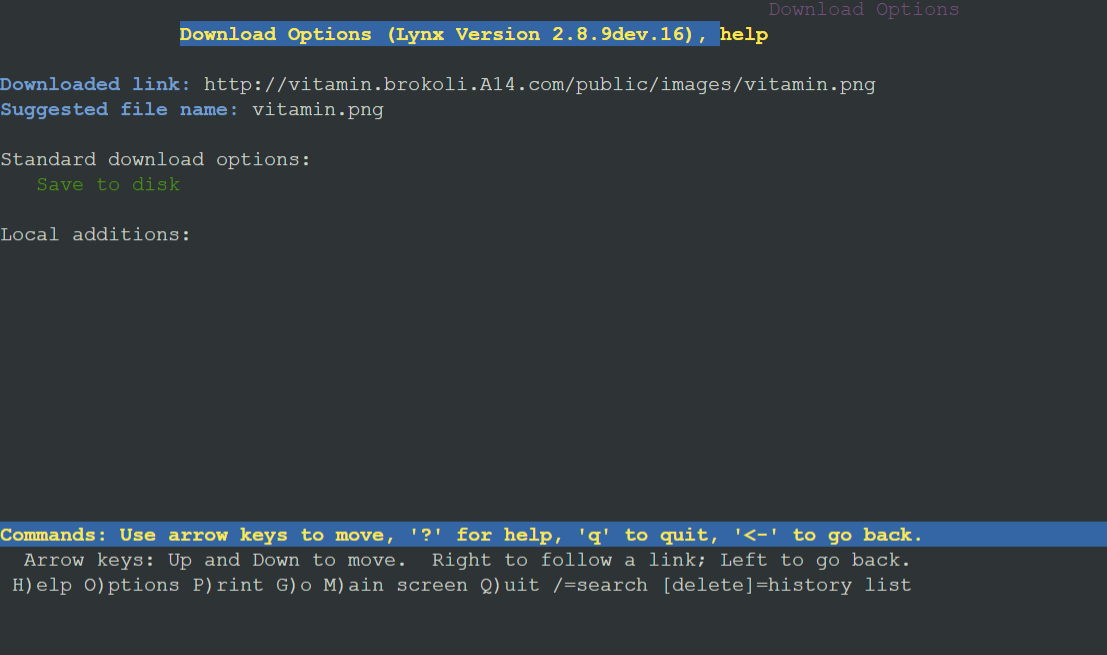 Download Options
Download Options (Lynx Version 2.8.9dev.16), help
Downloaded link: http://vitamin.brokoli.A14.com/public/images/vitamin.png
Suggested file name: vitamin.png
Standard download options:
Save to disk
Local additions:
Commands: Use arrow keys to move, '?' for help, 'q' to quit, '<-' to go back.
Arrow keys: Up and Down to move.  Right to follow a link; Left to go back.
H)elp O)ptions P)rint G)o M)ain screen Q)uit /=search [delete]=history list